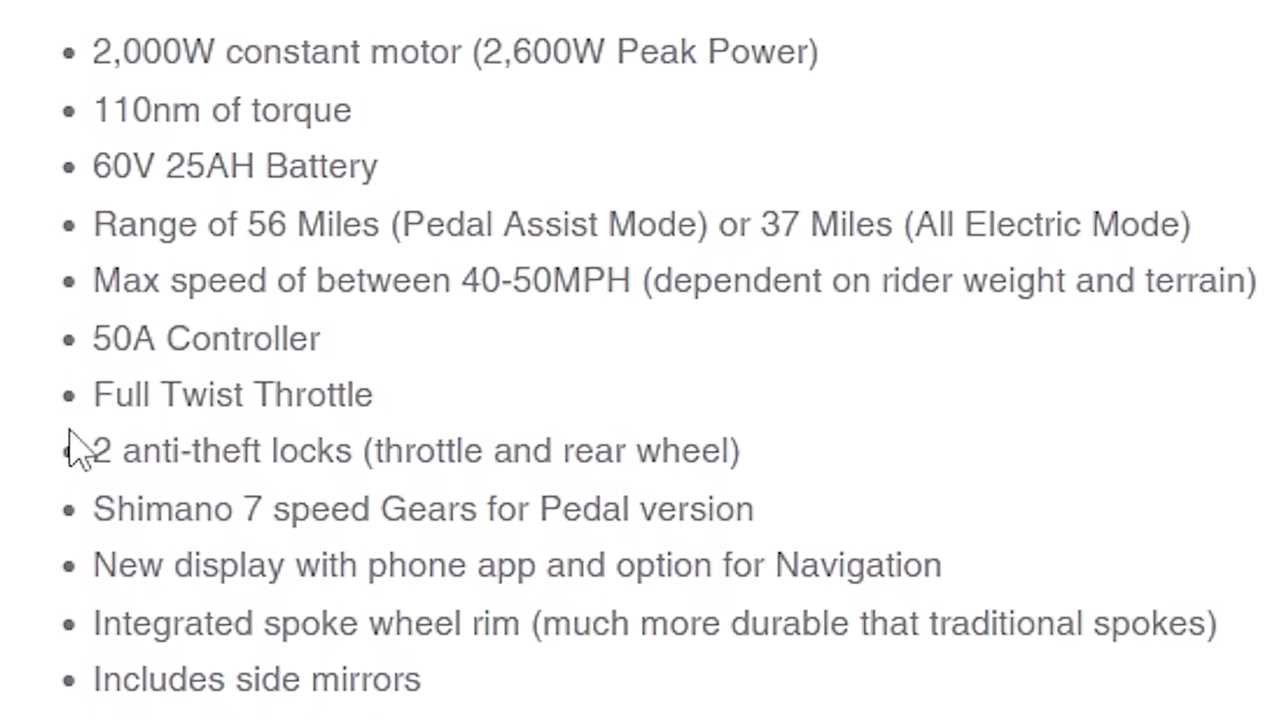 2,000W constant motor (2,600W Peak Power)
110nm of torque
60V 25AH Battery
Range of 56 Miles (Pedal Assist Mode) or 37 Miles (All Electric Mode)
Max speed of between 40-50MPH (dependent on rider weight and terrain)
50A Controller
Full Twist Throttle
2 anti-theft locks (throttle and rear wheel)
Shimano 7 speed Gears for Pedal version
New display with phone app and option for Navigation
Integrated spoke wheel rim (much more durable that traditional spokes)
Includes side mirrors